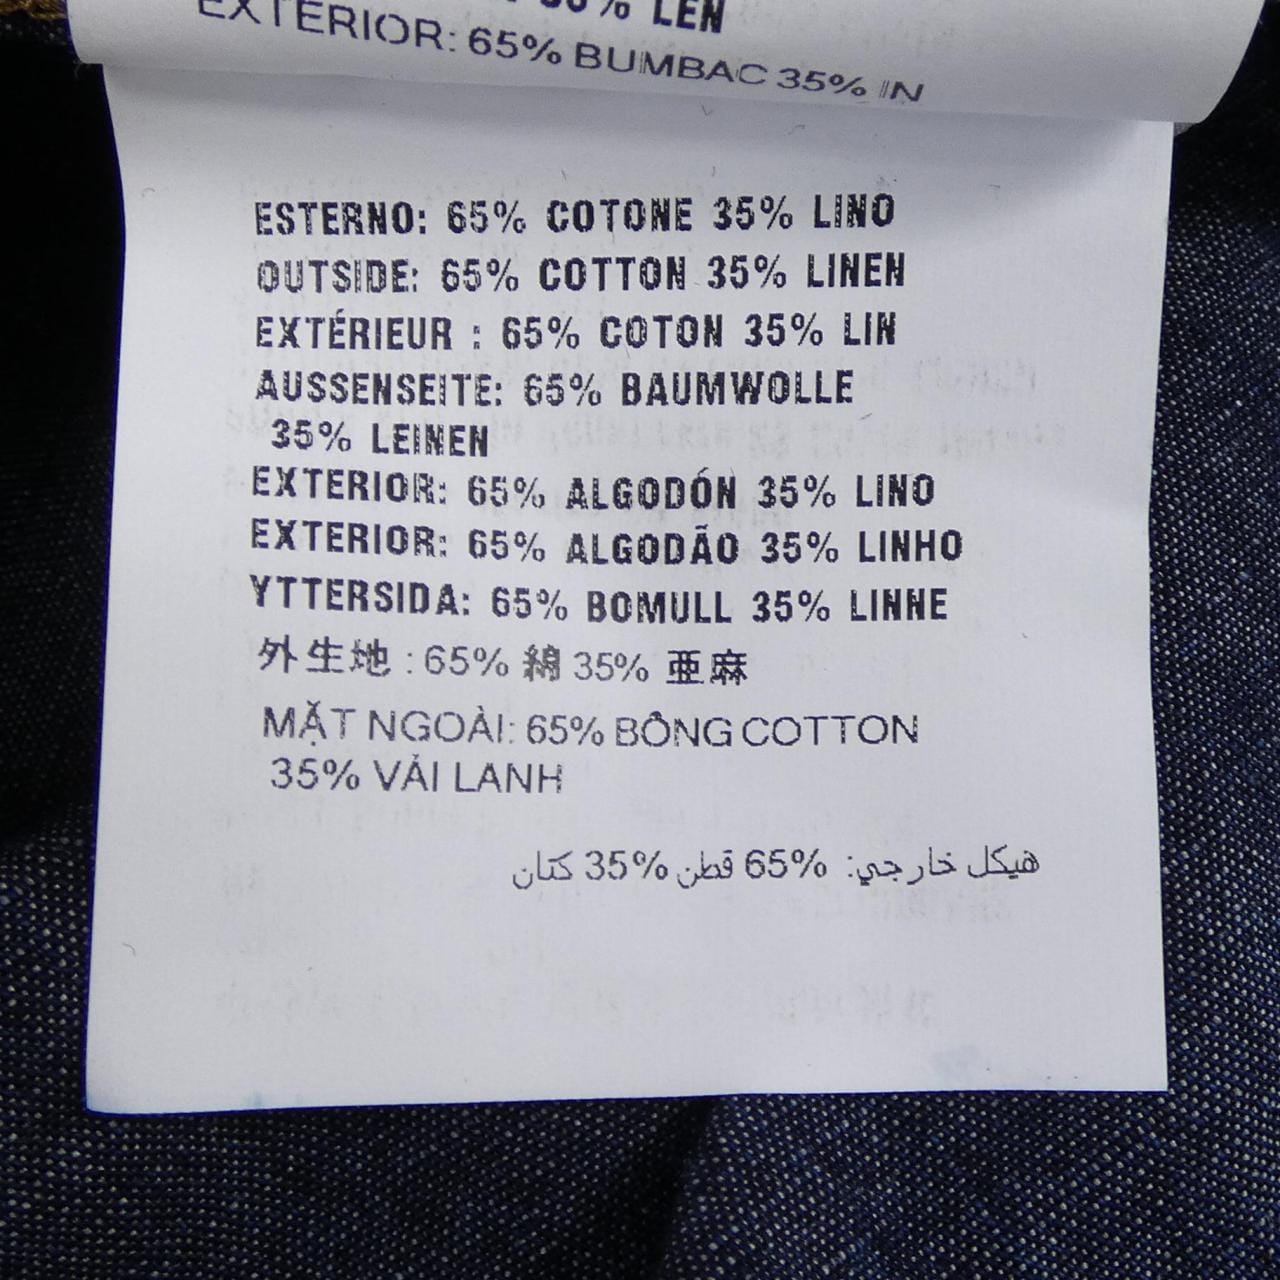 % LEN
EXTERIOR: 65% BUMBAC 35% IN
ESTERNO: 65% COTONE 35% LINO
OUTSIDE: 65% COTTON 35% LINEN
EXTÉRIEUR : 65% COTON 35% LIN
AUSSENSEITE: 65% BAUMWOLLE
35% LEINEN
EXTERIOR: 65% ALGODÓN 35% LINO
EXTERIOR: 65% ALGODÃO 35% LINHO
YTTERSIDA: 65% BOMULL 35% LINNE
外生地 : 65% 綿 35% 亜麻
MẶT NGOÀI: 65% BÔNG COTTON
35% VẢI LANH
هيكل خارجي: %65 قطن %35 كتان